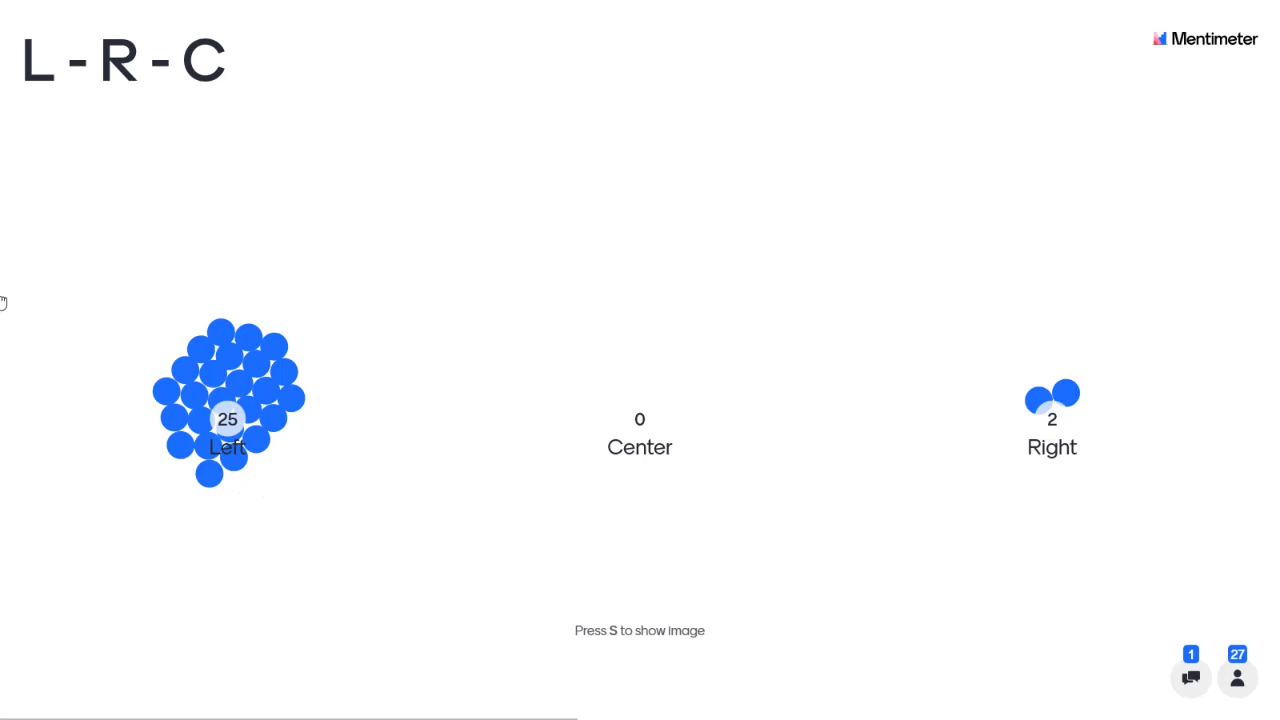 L - R - C
Mentimeter
25
Left
0
Center
2
Right
Press S to show image
1
27